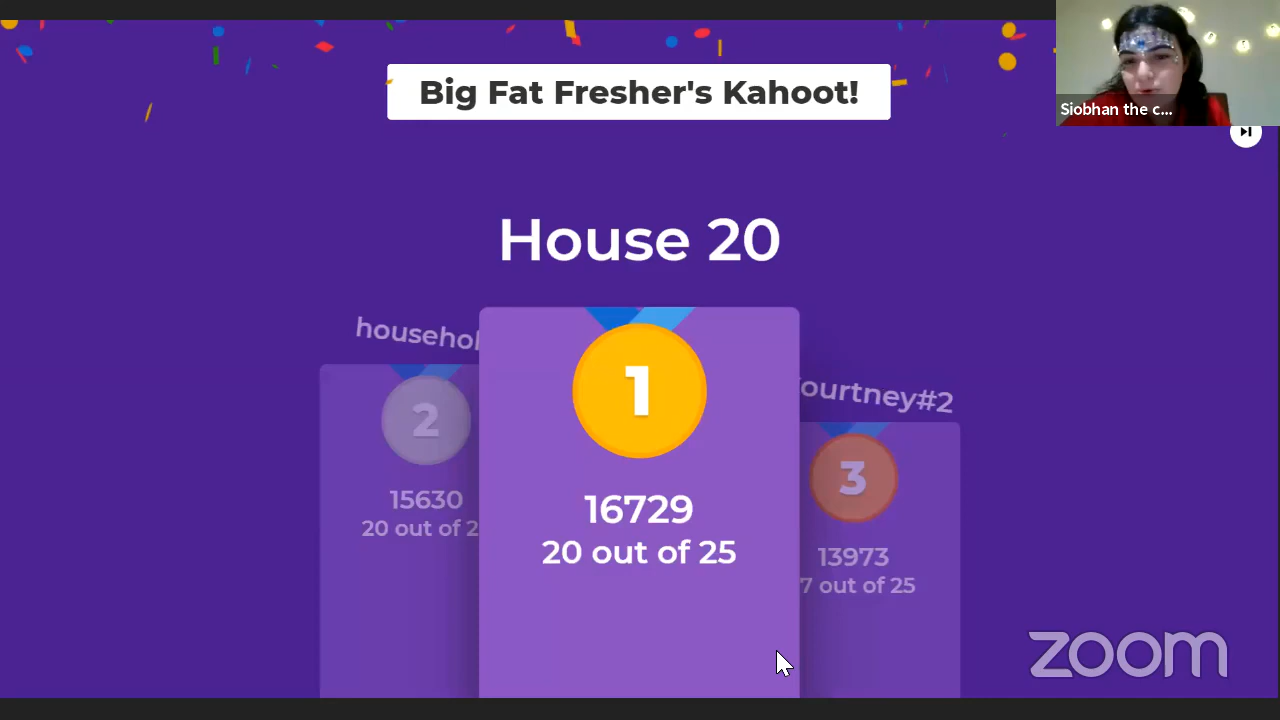 Big Fat Fresher's Kahoot!
Siobhan the c...
House 20
househol
ourtney#2
1
2
3
16729
20 out of 25
15630
20 out of 2
13973
7 out of 25
zoom